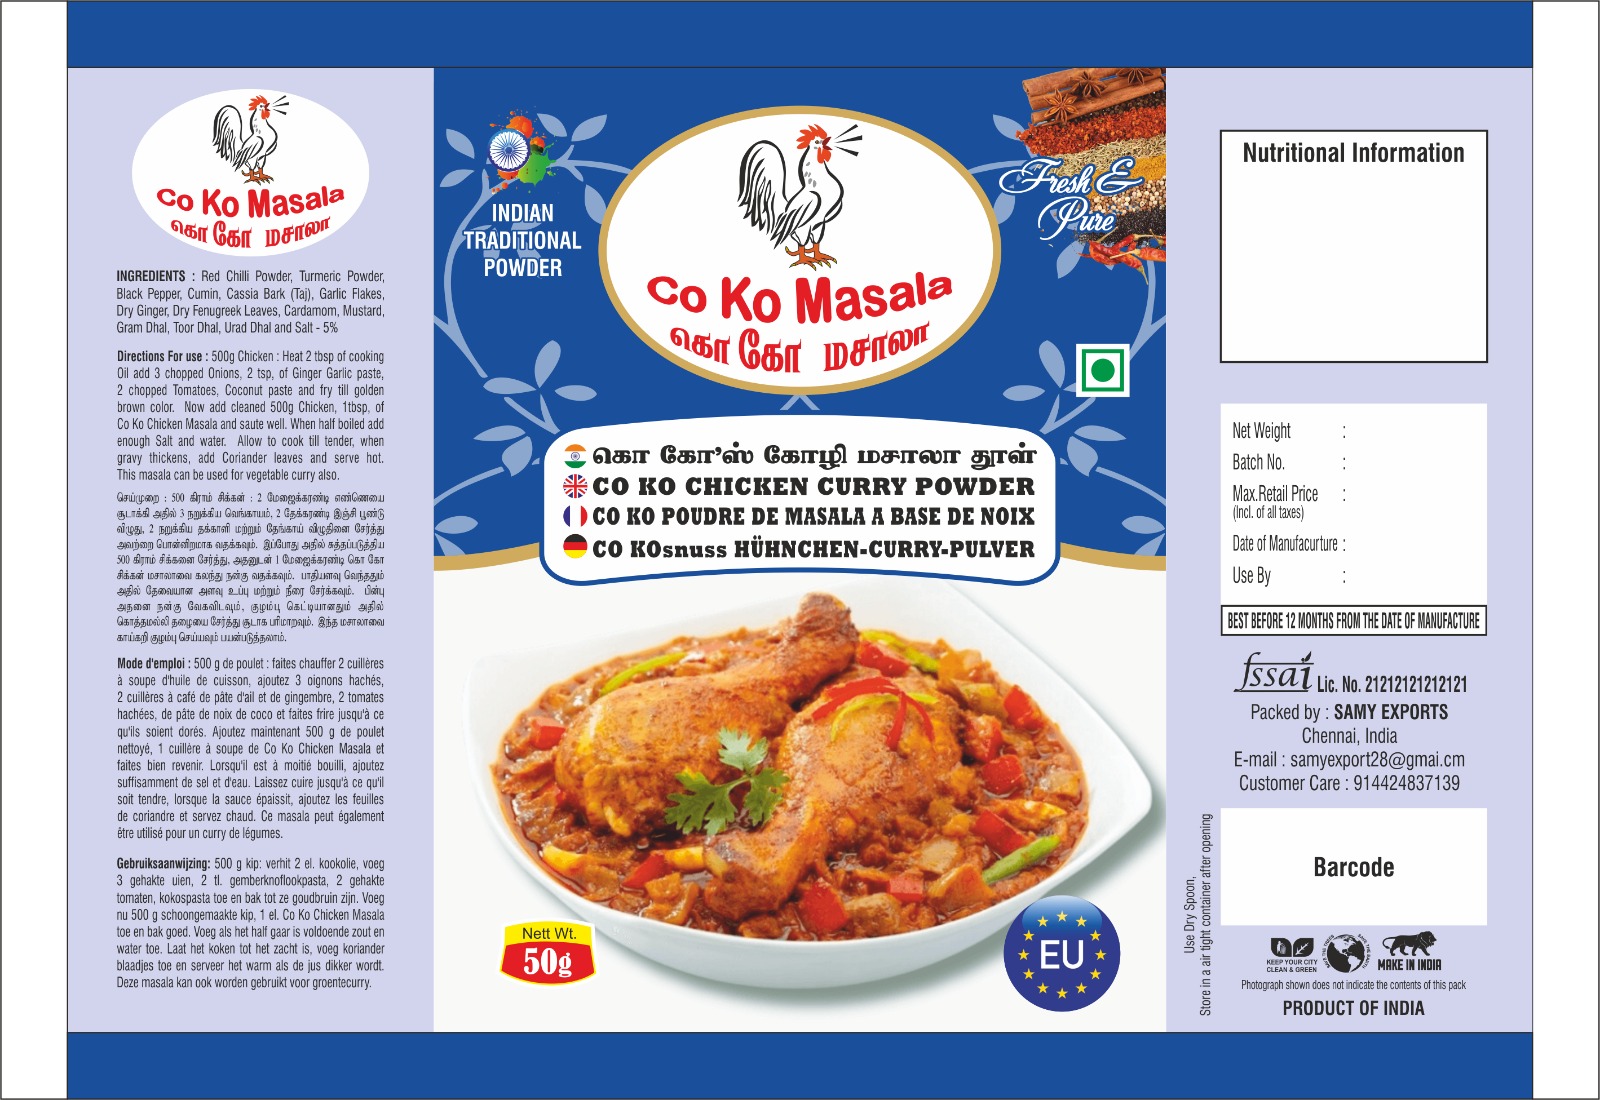 Co Ko Masala
கொ கோ மசாலா
INGREDIENTS : Red Chilli Powder, Turmeric Powder,
Black Pepper, Cumin, Cassia Bark (Taj), Garlic Flakes,
Dry Ginger, Dry Fenugreek Leaves, Cardamom, Mustard,
Gram Dhal, Toor Dhal, Urad Dhal and Salt - 5%
Directions For use : 500g Chicken : Heat 2 tbsp of cooking
Oil add 3 chopped Onions, 2 tsp, of Ginger Garlic paste,
2 chopped Tomatoes, Coconut paste and fry till golden
brown color. Now add cleaned 500g Chicken, 1tbsp, of
Co Ko Chicken Masala and saute well. When half boiled add
enough Salt and water. Allow to cook till tender, when
gravy thickens, add Coriander leaves and serve hot.
This masala can be used for vegetable curry also.
செய்முறை : 500 கிராம் சிக்கன் : 2 மேஜைக்கரண்டி எண்ணெயை
சூடாக்கி அதில் 3 நறுக்கிய வெங்காயம், 2 தேக்கரண்டி இஞ்சி பூண்டு
விழுது, 2 நறுக்கிய தக்காளி மற்றும் தேங்காய் விழுதினை சேர்த்து
அவற்றை பொன்னிறமாக வதக்கவும். இப்போது அதில் சுத்தப்படுத்திய
500 கிராம் சிக்கனை சேர்த்து, அதனுடன் 1 மேஜைக்கரண்டி கொ கோ
சிக்கன் மசாலாவை கலந்து நன்கு வதக்கவும். பாதியளவு வெந்ததும்
அதில் தேவையான அளவு உப்பு மற்றும் நீரை சேர்க்கவும். பின்பு
அதனை நன்கு வேகவிடவும், குழம்பு கெட்டியானதும் அதில்
கொத்தமல்லி தழையை சேர்த்து சூடாக பரிமாறவும். இந்த மசாலாவை
காய்கறி குழம்பு செய்யவும் பயன்படுத்தலாம்.
Mode d'emploi : 500 g de poulet : faites chauffer 2 cuillères
à soupe d'huile de cuisson, ajoutez 3 oignons hachés,
2 cuillères à café de pâte d'ail et de gingembre, 2 tomates
hachées, de pâte de noix de coco et faites frire jusqu'à ce
qu'ils soient dorés. Ajoutez maintenant 500 g de poulet
nettoyé, 1 cuillère à soupe de Co Ko Chicken Masala et
faites bien revenir. Lorsqu'il est à moitié bouilli, ajoutez
suffisamment de sel et d'eau. Laissez cuire jusqu'à ce qu'il
soit tendre, lorsque la sauce épaissit, ajoutez les feuilles
de coriandre et servez chaud. Ce masala peut également
être utilisé pour un curry de légumes.
Gebruiksaanwijzing: 500 g kip: verhit 2 el. kookolie, voeg
3 gehakte uien, 2 tl. gemberknoflookpasta, 2 gehakte
tomaten, kokospasta toe en bak tot ze goudbruin zijn. Voeg
nu 500 g schoongemaakte kip, 1 el. Co Ko Chicken Masala
toe en bak goed. Voeg als het half gaar is voldoende zout en
water toe. Laat het koken tot het zacht is, voeg koriander
blaadjes toe en serveer het warm als de jus dikker wordt.
Deze masala kan ook worden gebruikt voor groentecurry.
INDIAN
TRADITIONAL
POWDER
Co Ko Masala
கொ கோ மசாலா
Fresh &
Pure
கொ கோ'ஸ் கோழி மசாலா தூள்
CO KO CHICKEN CURRY POWDER
CO KO POUDRE DE MASALA A BASE DE NOIX
CO KOsnuss HÜHNCHEN-CURRY-PULVER
Nett Wt.
50g
EU
Nutritional Information
Net Weight :
Batch No. :
Max.Retail Price :
(Incl. of all taxes)
Date of Manufacurture :
Use By :
BEST BEFORE 12 MONTHS FROM THE DATE OF MANUFACTURE
fssai Lic. No. 21212121212121
Packed by : SAMY EXPORTS
Chennai, India
E-mail : samyexport28@gmai.cm
Customer Care : 914424837139
Use Dry Spoon,
Store in a air tight container after opening
Barcode
KEEP YOUR CITY
CLEAN & GREEN
MAKE IN INDIA
Photograph shown does not indicate the contents of this pack
PRODUCT OF INDIA